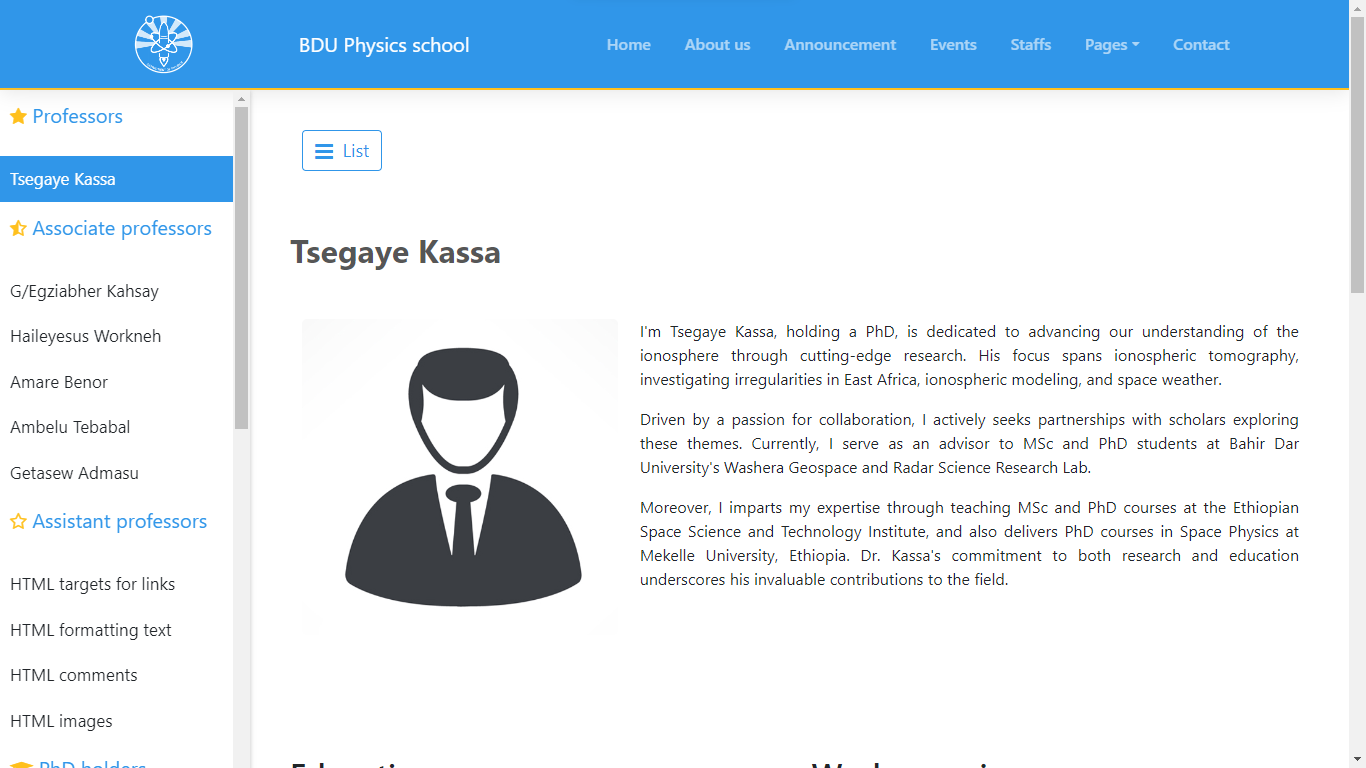 BDU Physics school
Home
About us
Announcement
Events
Staffs
Pages
Contact
Professors
Tsegaye Kassa
Associate professors
G/Egziabher Kahsay
Haileyesus Workneh
Amare Benor
Ambelu Tebabal
Getasew Admasu
Assistant professors
HTML targets for links
HTML formatting text
HTML comments
HTML images
PhD holders
List
Tsegaye Kassa
I'm Tsegaye Kassa, holding a PhD, is dedicated to advancing our understanding of the
ionosphere through cutting-edge research. His focus spans ionospheric tomography,
investigating irregularities in East Africa, ionospheric modeling, and space weather.
Driven by a passion for collaboration, I actively seeks partnerships with scholars exploring
these themes. Currently, I serve as an advisor to MSc and PhD students at Bahir Dar
University's Washera Geospace and Radar Science Research Lab.
Moreover, I imparts my expertise through teaching MSc and PhD courses at the Ethiopian
Space Science and Technology Institute, and also delivers PhD courses in Space Physics at
Mekelle University, Ethiopia. Dr. Kassa's commitment to both research and education
underscores his invaluable contributions to the field.